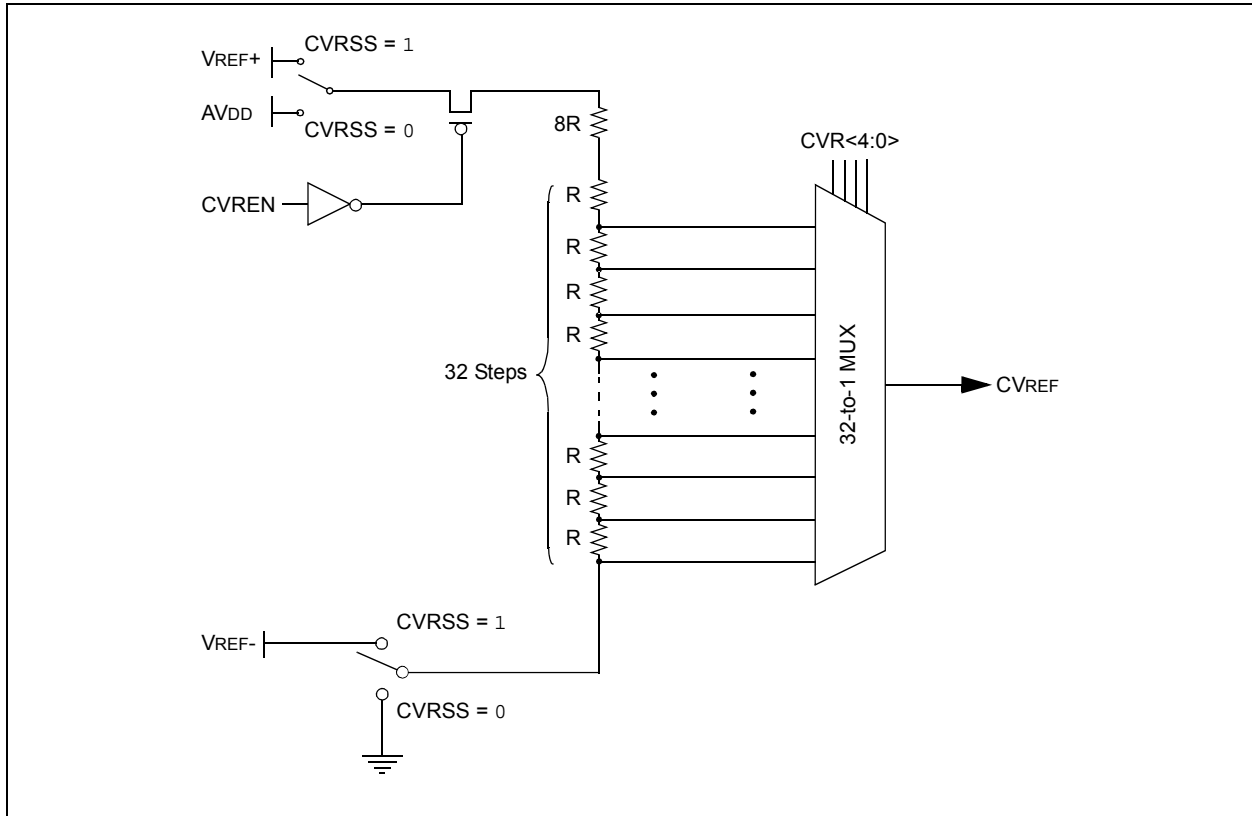 CVRSS = 1
VREF+
AVDD
CVRSS = 0
8R
CVR<4:0>
CVREN
R
R
R
R
32 Steps
32-to-1 MUX
CVREF
R
R
R
CVRSS = 1
VREF-
CVRSS = 0